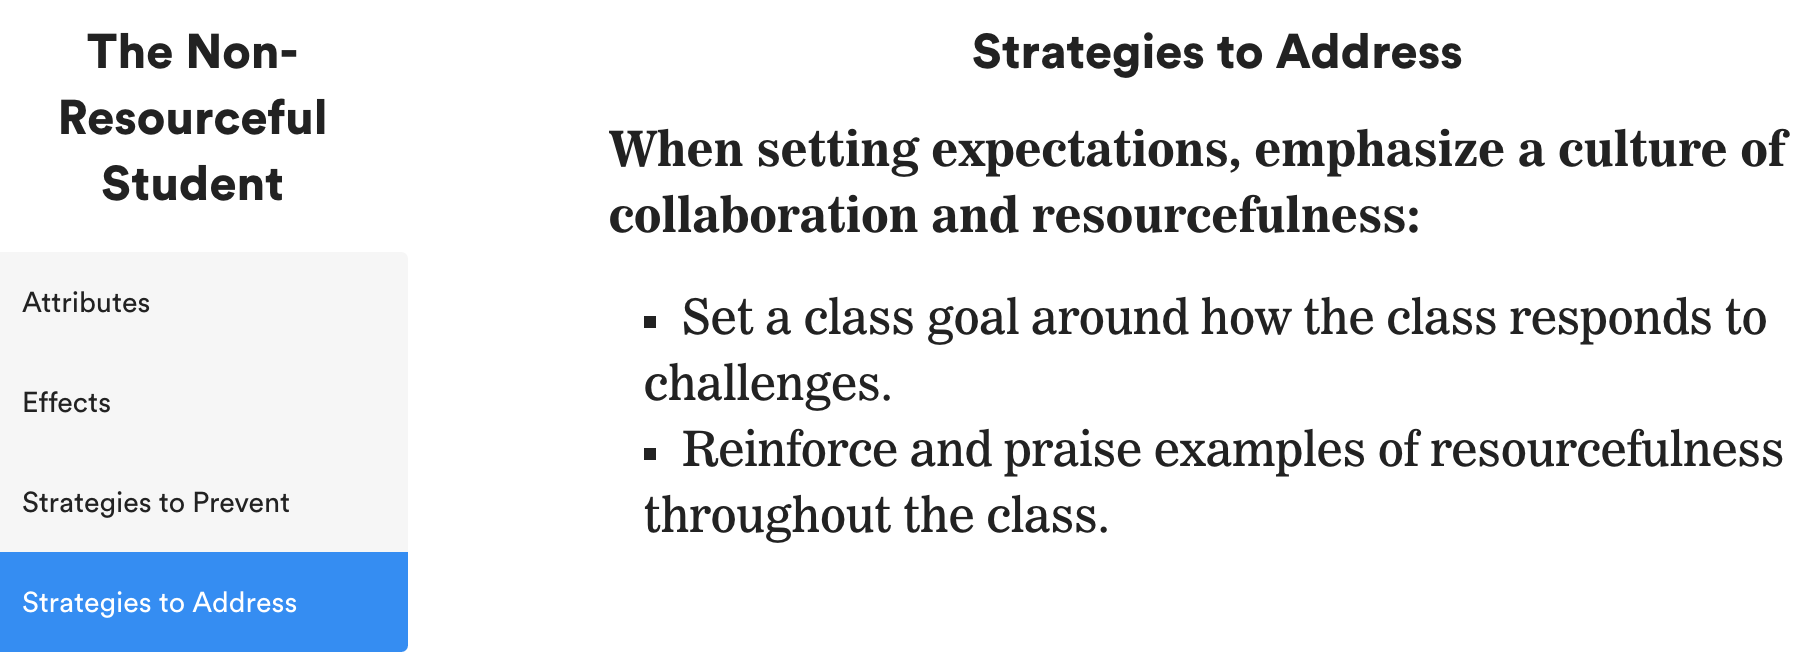 The Non-
Resourceful
Student
Attributes
Effects
Strategies to Prevent
Strategies to Address
Strategies to Address
When setting expectations, emphasize a culture of
collaboration and resourcefulness:
▪ Set a class goal around how the class responds to
challenges.
▪ Reinforce and praise examples of resourcefulness
throughout the class.